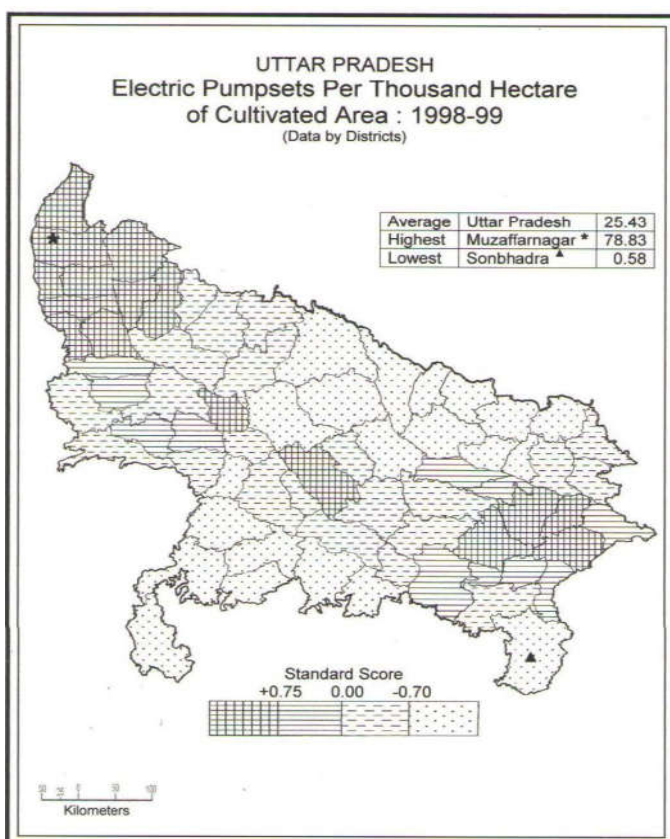 UTTAR PRADESH
Electric Pumpsets Per Thousand Hectare
of Cultivated Area : 1998-99
(Data by Districts)
Average Uttar Pradesh 25.43
Highest Muzaffarnagar * 78.83
Lowest Sonbhadra ▲ 0.58
Standard Score
+0.75 0.00 -0.70
Kilometers